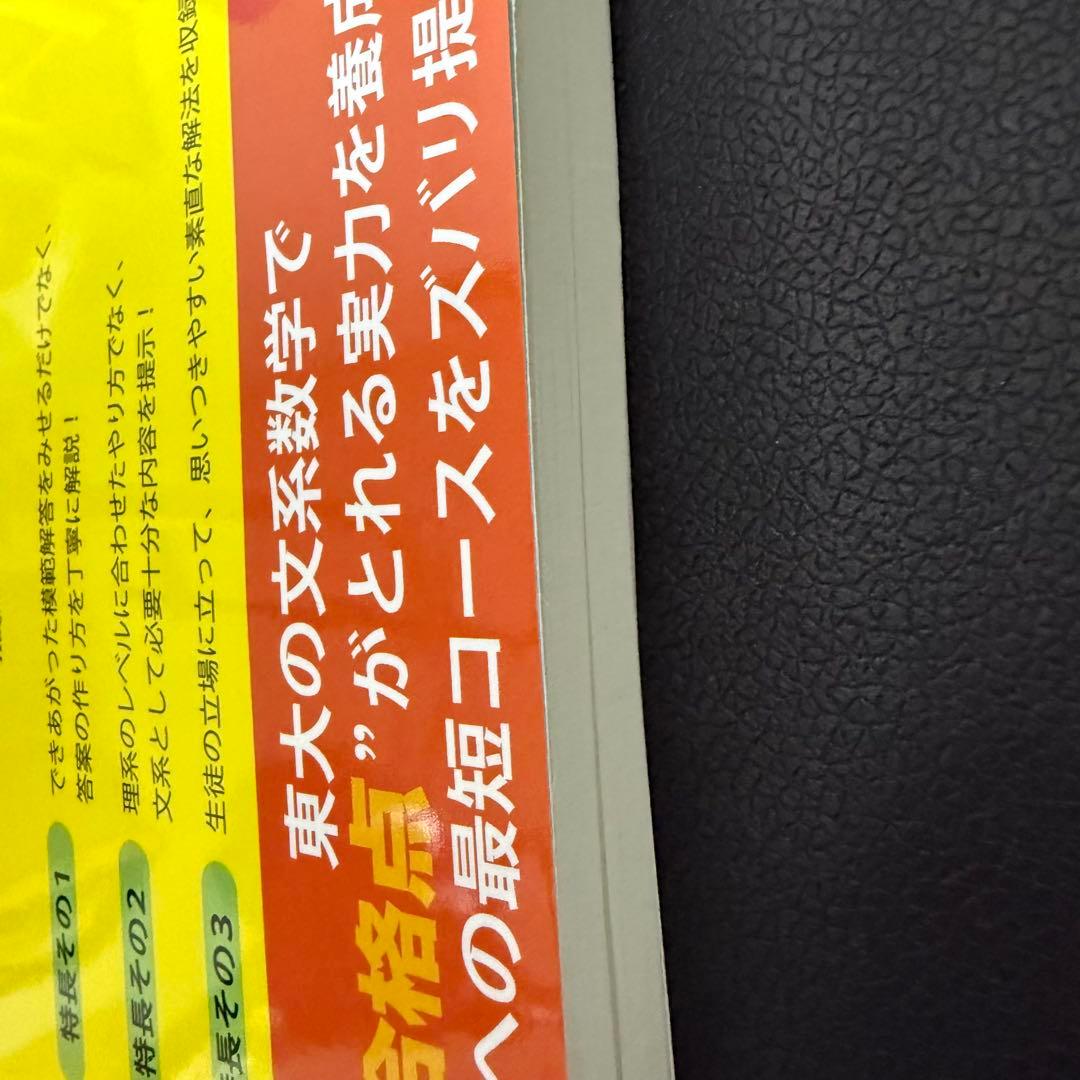 特長その1
できあがった模範解答をみせるだけでなく、
答案の作り方を丁寧に解説!
特長その2
理系のレベルに合わせたやり方でなく、
文系として必要十分な内容を提示!
長その3
生徒の立場に立って、思いつきやすい素直な解法を収録
東大の文系数学で
合格点”がとれる実力を養成
への最短コースをズバリ提